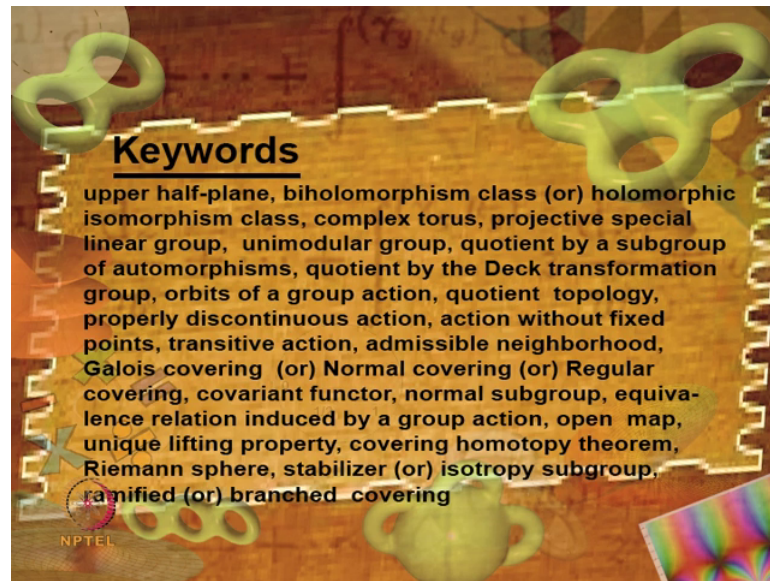 Keywords
upper half-plane, biholomorphism class (or) holomorphic
isomorphism class, complex torus, projective special
linear group, unimodular group, quotient by a subgroup
of automorphisms, quotient by the Deck transformation
group, orbits of a group action, quotient topology,
properly discontinuous action, action without fixed
points, transitive action, admissible neighborhood,
Galois covering (or) Normal covering (or) Regular
covering, covariant functor, normal subgroup, equiva-
lence relation induced by a group action, open map,
unique lifting property, covering homotopy theorem,
Riemann sphere, stabilizer (or) isotropy subgroup,
ramified (or) branched covering
NPTEL